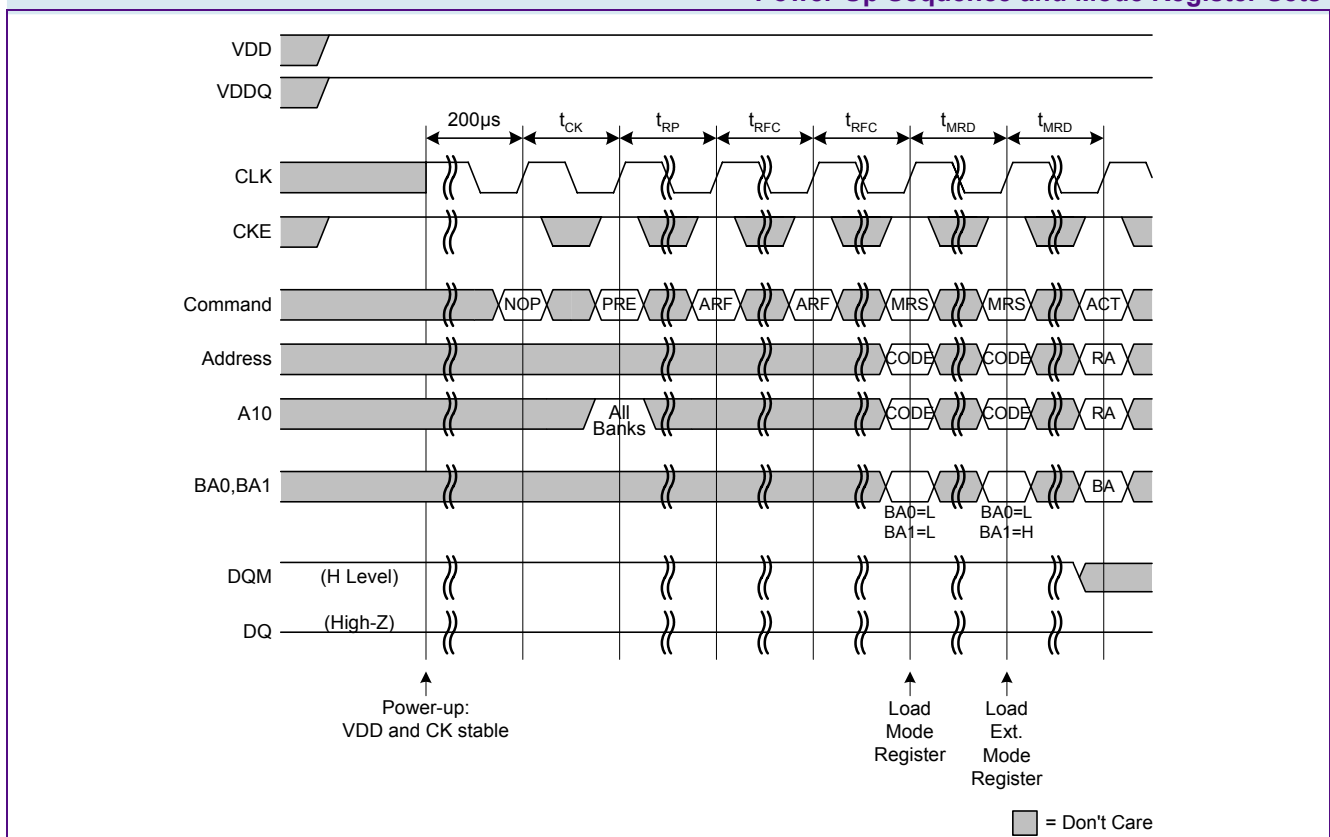 Power-Up Sequence and Mode Register Sets
VDD
VDDQ
200µs tCK tRP tRFC tRFC tMRD tMRD
CLK
CKE
Command NOP PRE ARF ARF MRS MRS ACT
Address CODE CODE RA
A10 All Banks CODE CODE RA
BA0,BA1 BA
BA0=L BA0=L
BA1=L BA1=H
DQM (H Level)
DQ (High-Z)
Power-up:
VDD and CK stable
Load
Mode
Register
Load
Ext.
Mode
Register
= Don't Care